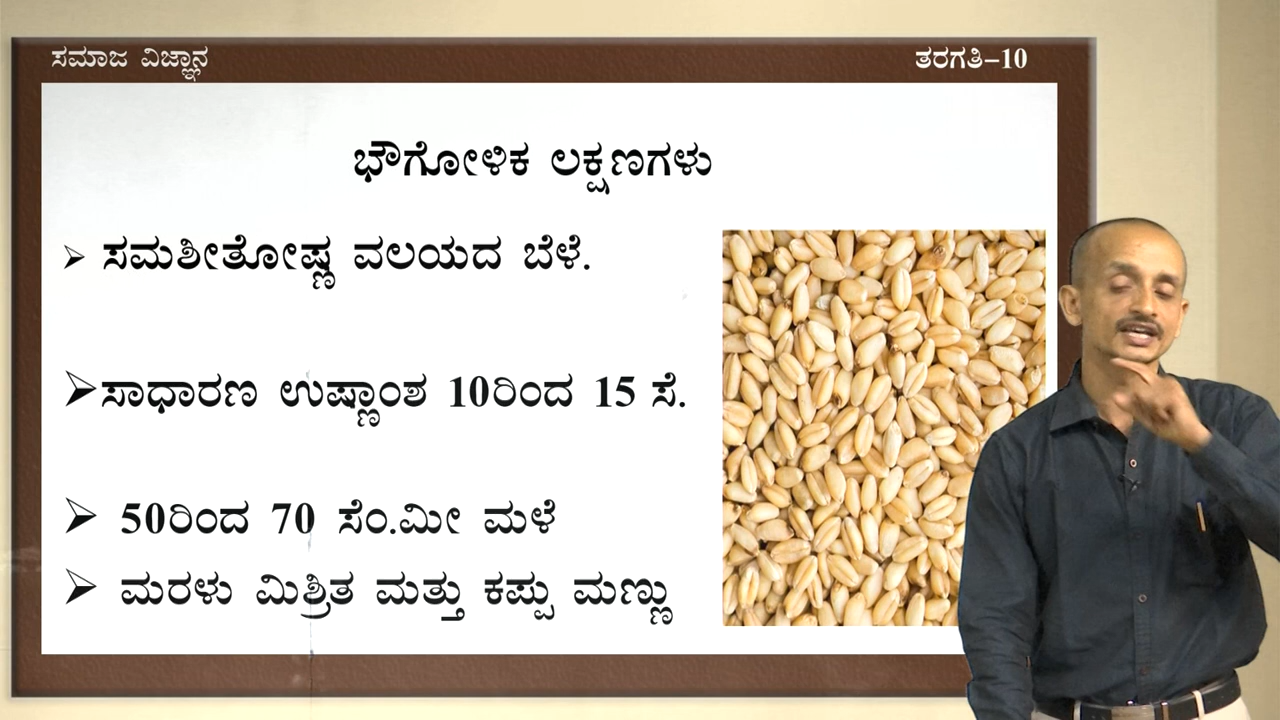 ಸಮಾಜ ವಿಜ್ಞಾನ
ತರಗತಿ-10
ಭೌಗೋಳಿಕ ಲಕ್ಷಣಗಳು
➢ ಸಮಶೀತೋಷ್ಣ ವಲಯದ ಬೆಳೆ.
➢ಸಾಧಾರಣ ಉಷ್ಣಾಂಶ 10ರಿಂದ 15 ಸೆ.
➢ 50ರಿಂದ 70 ಸೆಂ.ಮೀ ಮಳೆ
➢ ಮರಳು ಮಿಶ್ರಿತ ಮತ್ತು ಕಪ್ಪು ಮಣ್ಣು